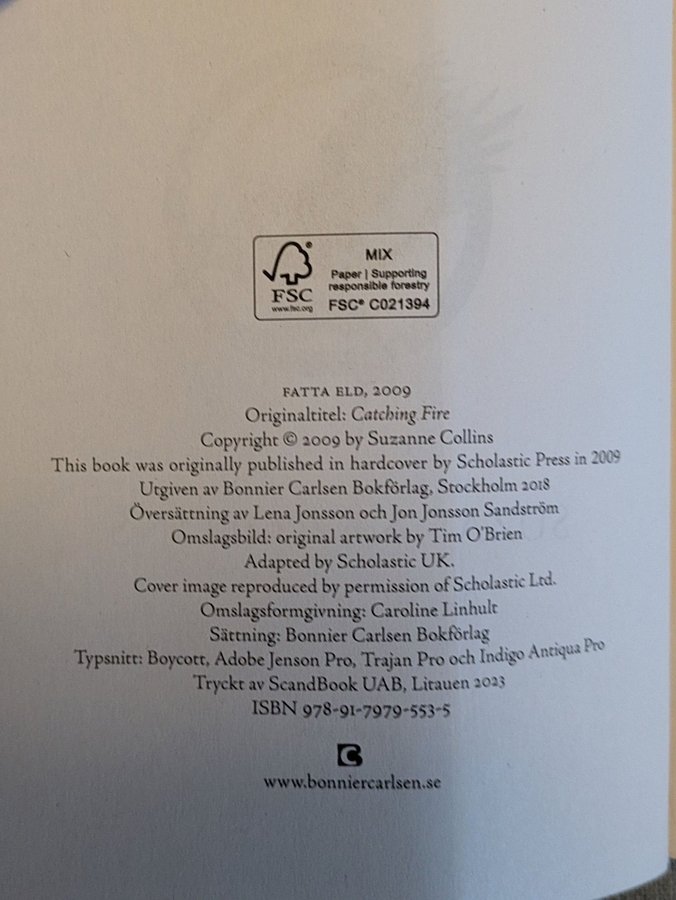 MIX
Paper | Supporting
responsible forestry
FSC® C021394
FSC
www.fsc.org
FATTA ELD, 2009
Originaltitel: Catching Fire
Copyright © 2009 by Suzanne Collins
This book was originally published in hardcover by Scholastic Press in 2009
Utgiven av Bonnier Carlsen Bokförlag, Stockholm 2018
Översättning av Lena Jonsson och Jon Jonsson Sandström
Omslagsbild: original artwork by Tim O'Brien
Adapted by Scholastic UK.
Cover image reproduced by permission of Scholastic Ltd.
Omslagsformgivning: Caroline Linhult
Sättning: Bonnier Carlsen Bokförlag
Typsnitt: Boycott, Adobe Jenson Pro, Trajan Pro och Indigo Antiqua Pro
Tryckt av ScandBook UAB, Litauen 2023
ISBN 978-91-7979-553-5
www.bonniercarlsen.se